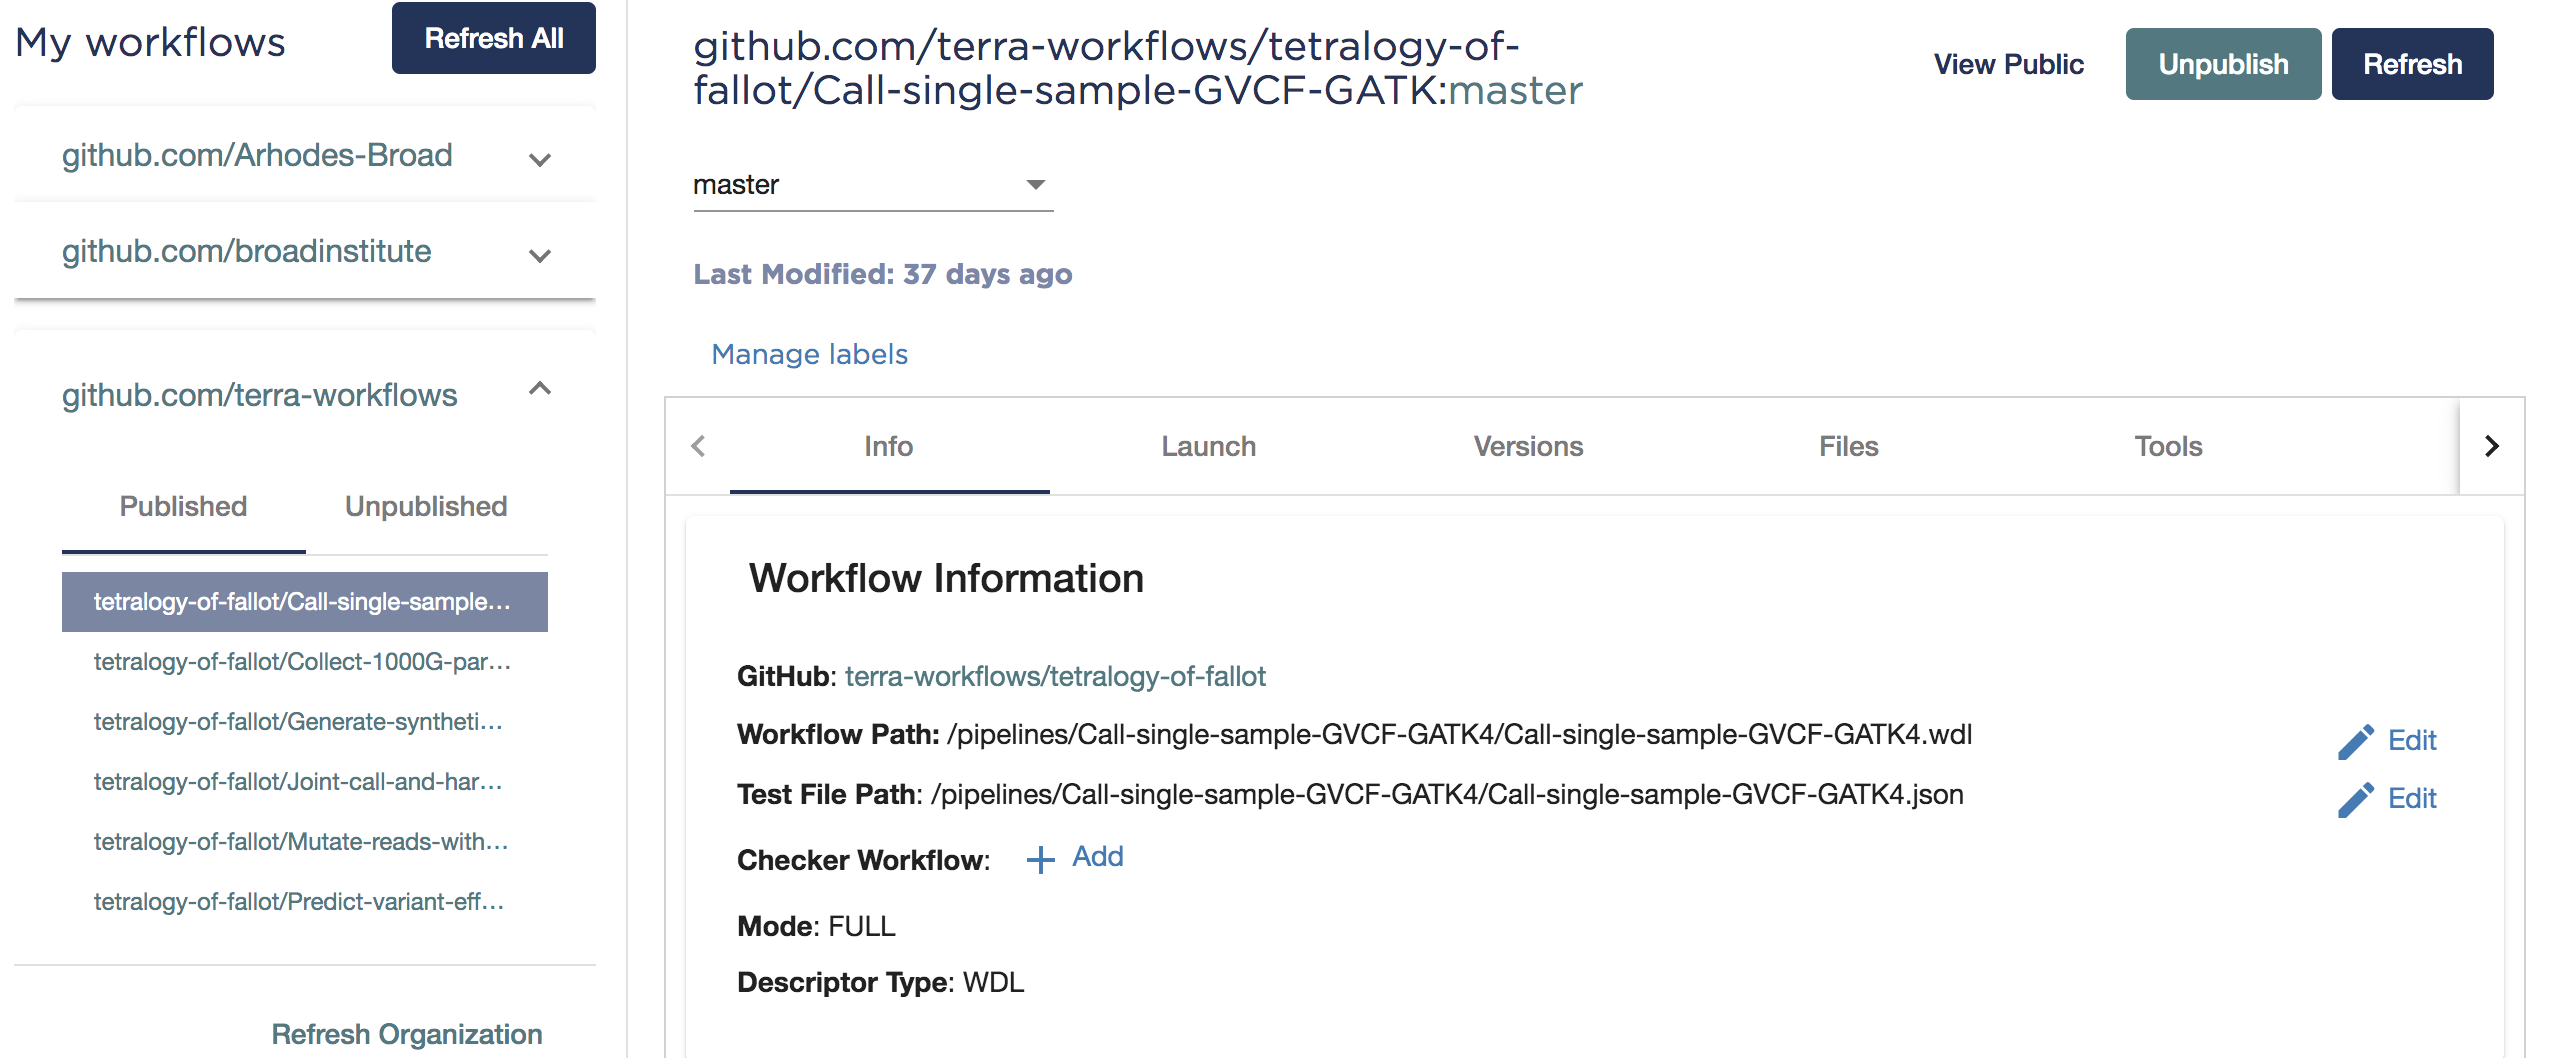 My workflows
Refresh All
github.com/Arhodes-Broad
github.com/broadinstitute
github.com/terra-workflows
Published
Unpublished
tetralogy-of-fallot/Call-single-sample...
tetralogy-of-fallot/Collect-1000G-par...
tetralogy-of-fallot/Generate-syntheti...
tetralogy-of-fallot/Joint-call-and-har...
tetralogy-of-fallot/Mutate-reads-with...
tetralogy-of-fallot/Predict-variant-eff...
Refresh Organization
github.com/terra-workflows/tetralogy-of-
fallot/Call-single-sample-GVCF-GATK:master
View Public
Unpublish
Refresh
master
Last Modified: 37 days ago
Manage labels
Info
Launch
Versions
Files
Tools
Workflow Information
GitHub: terra-workflows/tetralogy-of-fallot
Workflow Path: /pipelines/Call-single-sample-GVCF-GATK4/Call-single-sample-GVCF-GATK4.wdl
Edit
Test File Path: /pipelines/Call-single-sample-GVCF-GATK4/Call-single-sample-GVCF-GATK4.json
Edit
Checker Workflow: + Add
Mode: FULL
Descriptor Type: WDL